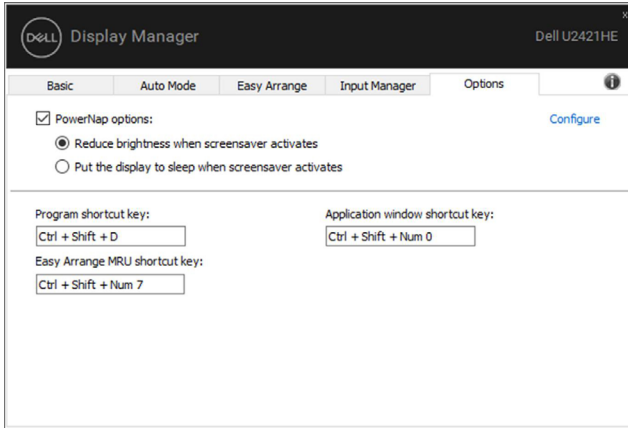 x
DELL Display Manager
Dell U2421HE
Basic Auto Mode Easy Arrange Input Manager Options
PowerNap options:
Configure
Reduce brightness when screensaver activates
Put the display to sleep when screensaver activates
Program shortcut key:
Application window shortcut key:
Ctrl + Shift + D
Ctrl + Shift + Num 0
Easy Arrange MRU shortcut key:
Ctrl + Shift + Num 7